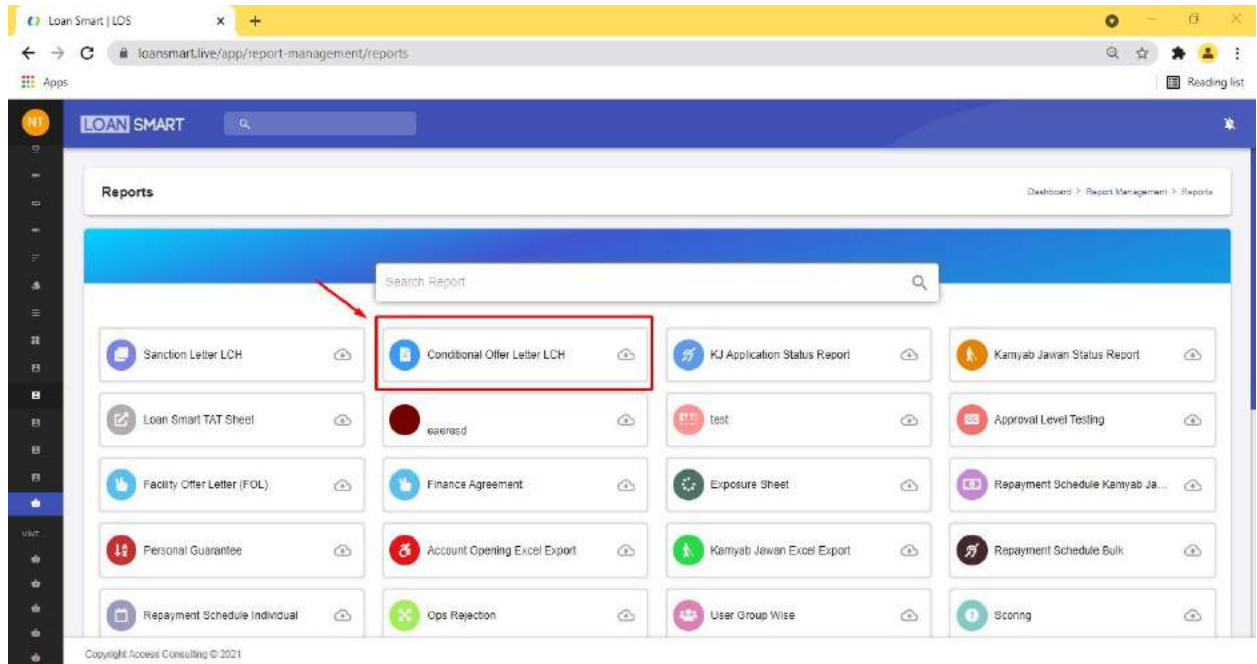 Loan Smart | LOS
loansmart.live/app/report-management/reports
Apps
Reading list
NT
LOAN SMART
Reports
Dashboard > Report Management > Reports
Search Report
Sanction Letter LCH
Conditional Offer Letter LCH
KJ Application Status Report
Kamyab Jawan Status Report
Loan Smart TAT Sheet
eaeresd
test
Approval Level Testing
Facility Offer Letter (FOL)
Finance Agreement
Exposure Sheet
Repayment Schedule Kamyab Ja...
Personal Guarantee
Account Opening Excel Export
Kamyab Jawan Excel Export
Repayment Schedule Bulk
Repayment Schedule Individual
Ops Rejection
User Group Wise
Scoring
Copyright Access Consulting © 2021